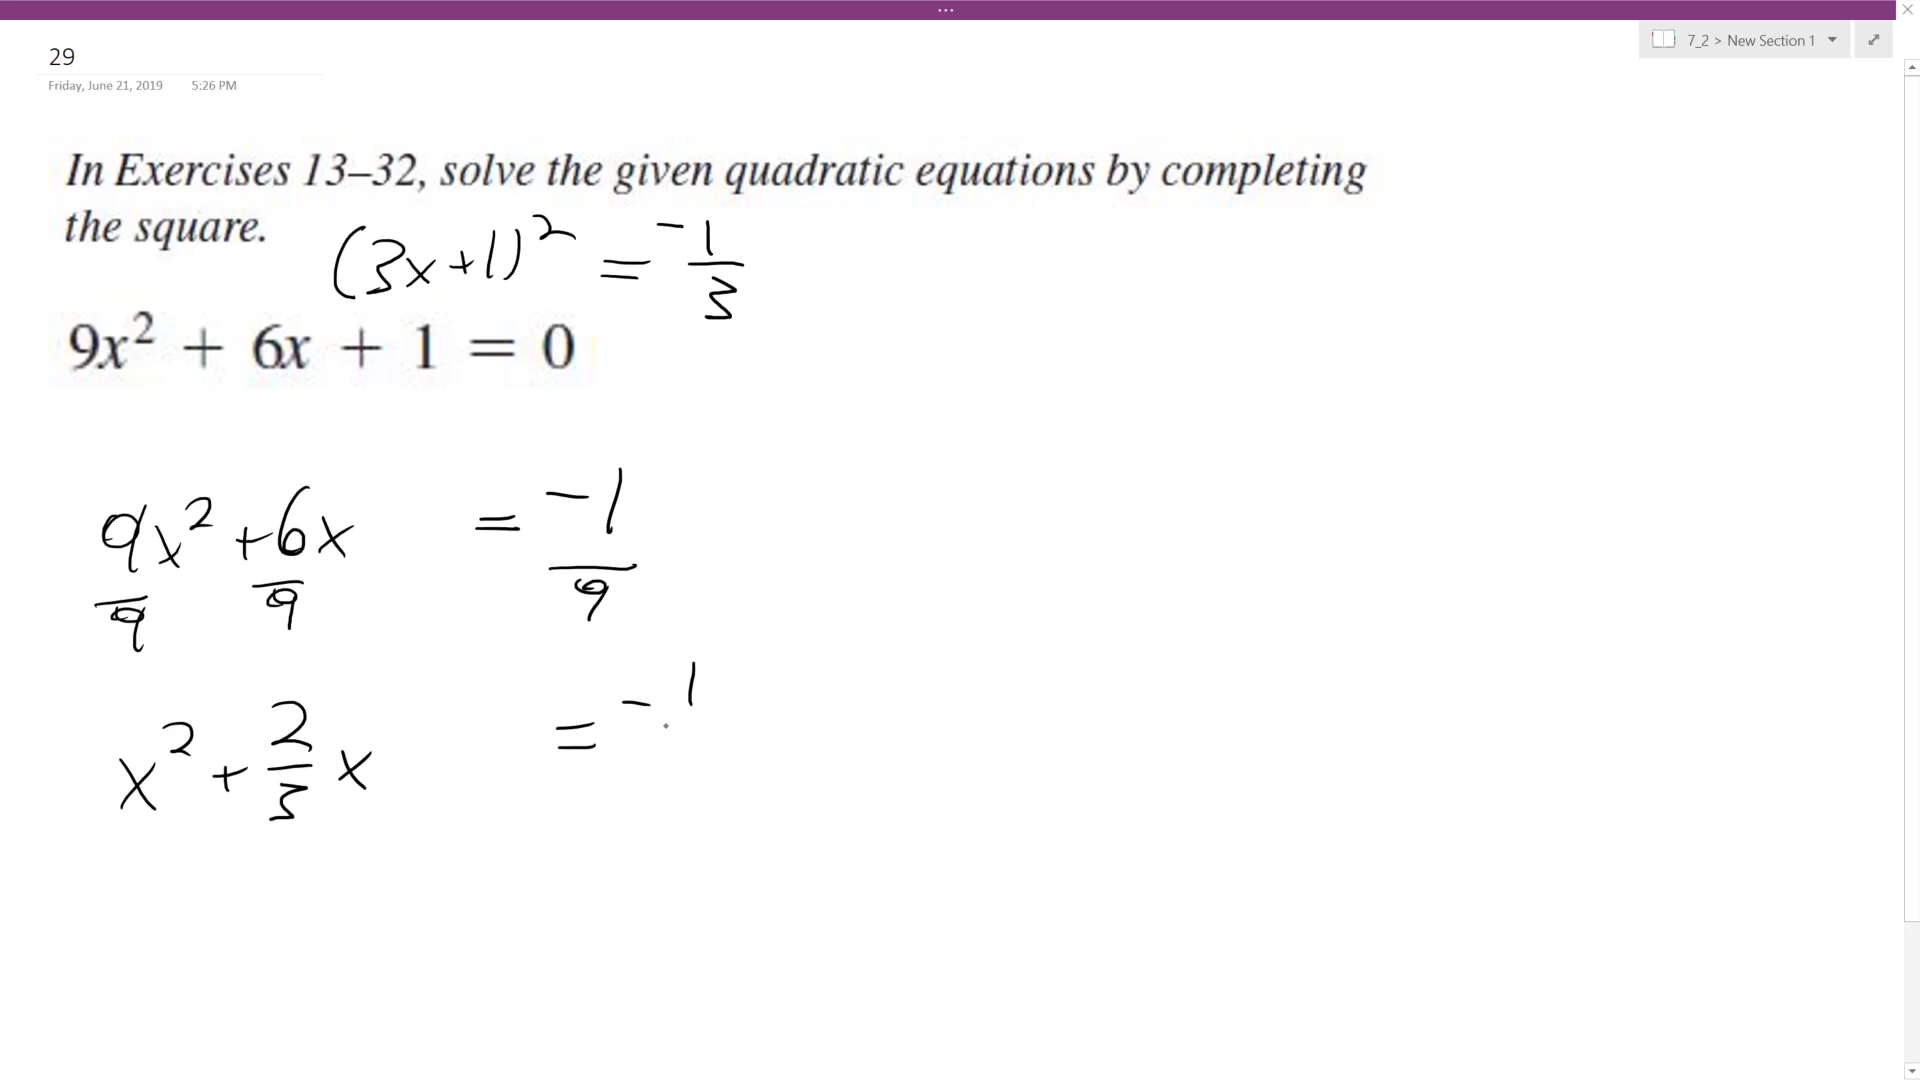 ...
7_2 > New Section 1
29
Friday, June 21, 2019 5:26 PM
In Exercises 13–32, solve the given quadratic equations by completing
the square.
(3x+1)² = -1/3
9x² + 6x + 1 = 0
9x²/9 + 6x/9 = -1/9
x² + 2/3 x = -1